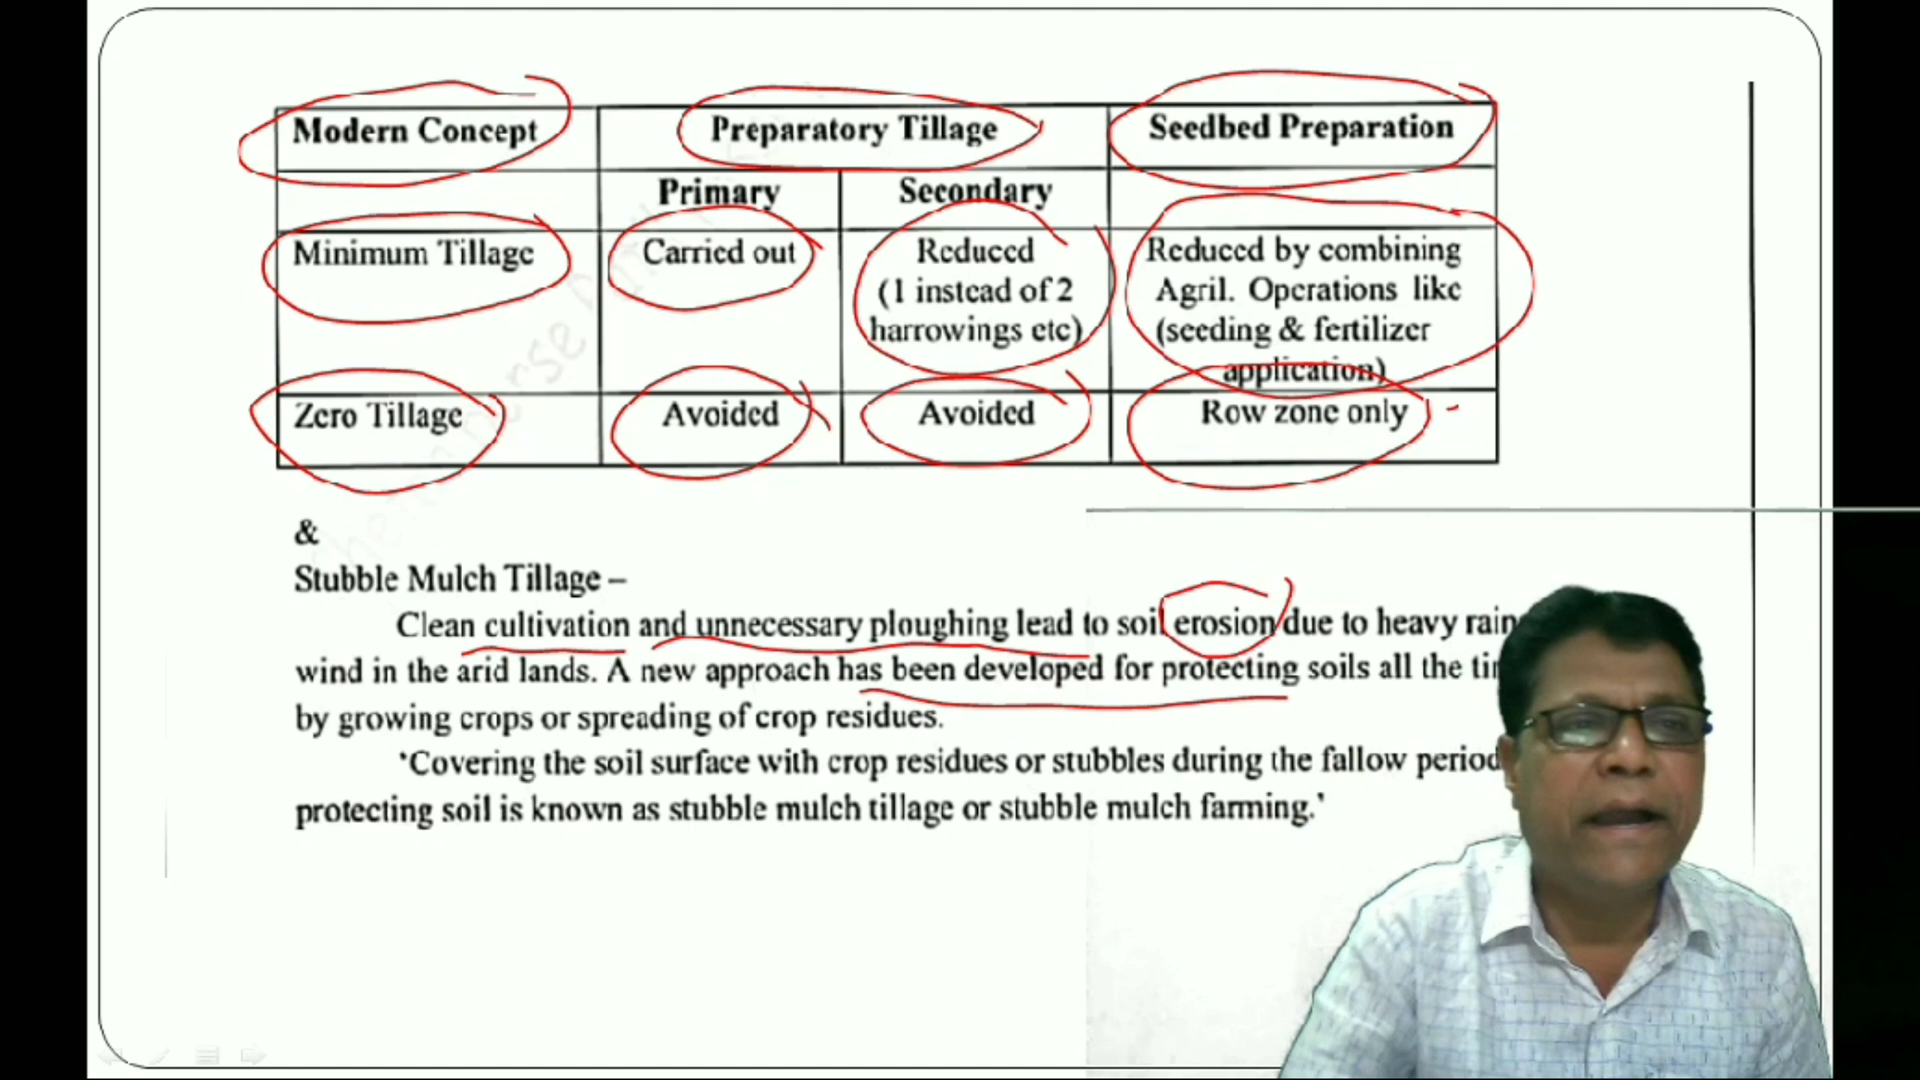 Modern Concept Preparatory Tillage Seedbed Preparation
Primary Secondary
Minimum Tillage Carried out Reduced Reduced by combining
(1 instead of 2 Agril. Operations like
harrowings etc) (seeding & fertilizer
application)
Zero Tillage Avoided Avoided Row zone only
&
Stubble Mulch Tillage –
Clean cultivation and unnecessary ploughing lead to soil erosion due to heavy rain
wind in the arid lands. A new approach has been developed for protecting soils all the
by growing crops or spreading of crop residues.
‘Covering the soil surface with crop residues or stubbles during the fallow period
protecting soil is known as stubble mulch tillage or stubble mulch farming.’